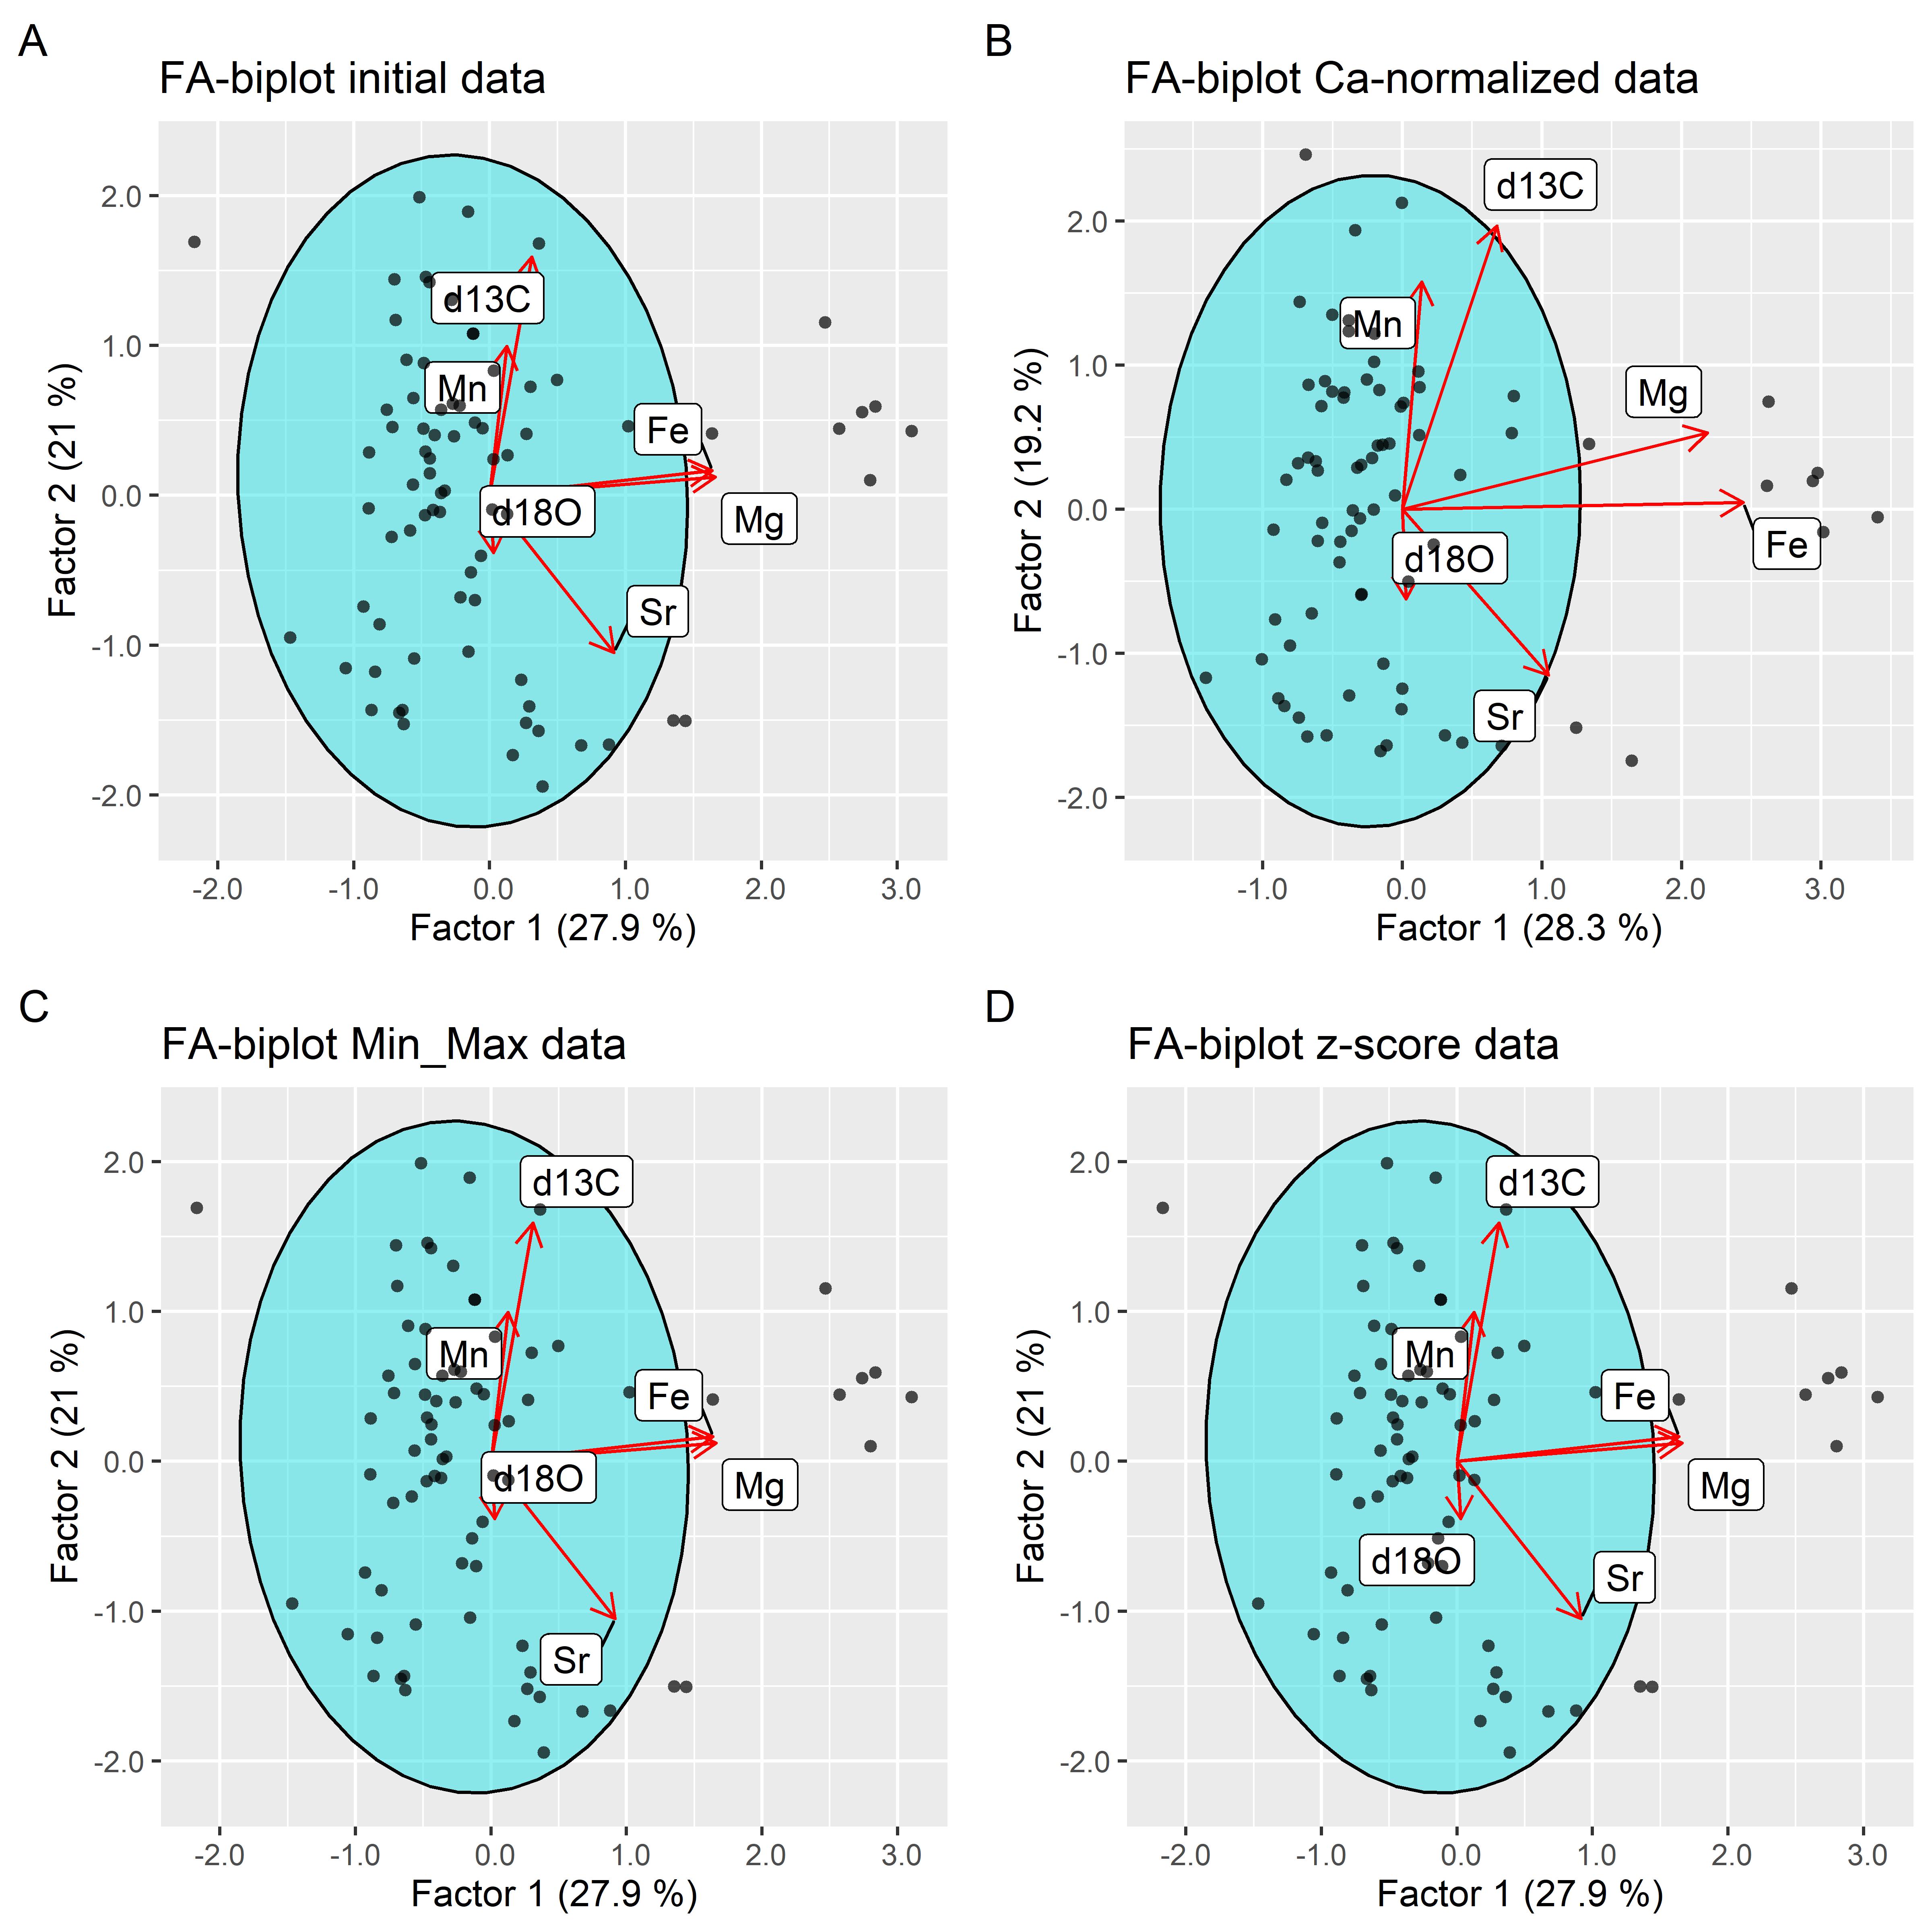 A
FA-biplot initial data
2.0
1.0
0.0
-1.0
-2.0
Factor 2 (21 %)
d13C
Mn
Fe
d18O
Mg
Sr
-2.0 -1.0 0.0 1.0 2.0 3.0
Factor 1 (27.9 %)
B
FA-biplot Ca-normalized data
2.0
1.0
0.0
-1.0
-2.0
Factor 2 (19.2 %)
d13C
Mn
Mg
d18O
Fe
Sr
-1.0 0.0 1.0 2.0 3.0
Factor 1 (28.3 %)
C
FA-biplot Min_Max data
2.0
1.0
0.0
-1.0
-2.0
Factor 2 (21 %)
d13C
Mn
Fe
d18O
Mg
Sr
-2.0 -1.0 0.0 1.0 2.0 3.0
Factor 1 (27.9 %)
D
FA-biplot z-score data
2.0
1.0
0.0
-1.0
-2.0
Factor 2 (21 %)
d13C
Mn
Fe
Mg
d18O
Sr
-2.0 -1.0 0.0 1.0 2.0 3.0
Factor 1 (27.9 %)